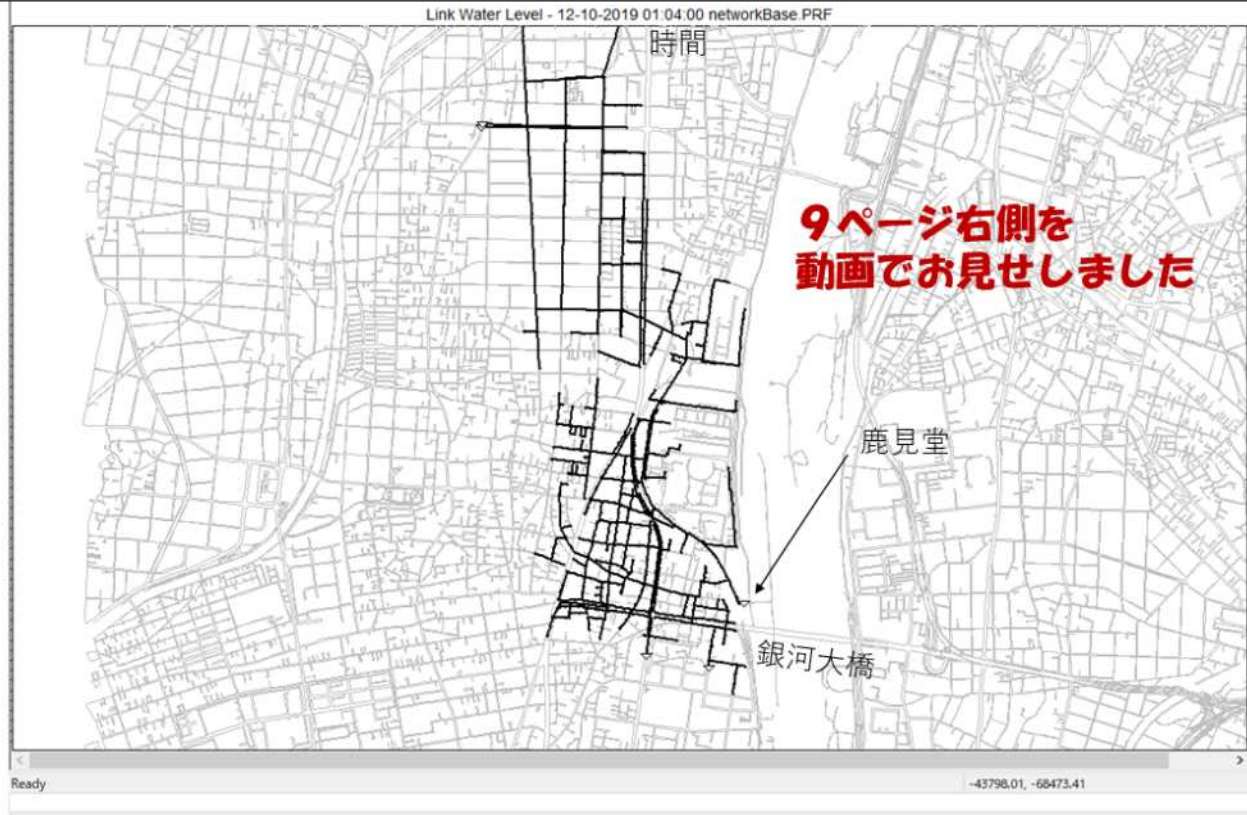 Link Water Level - 12-10-2019 01:04:00 networkBase.PRF
時間
9ページ右側を
動画でお見せしました
鹿見堂
銀河大橋
Ready
-43798.01, -68473.41